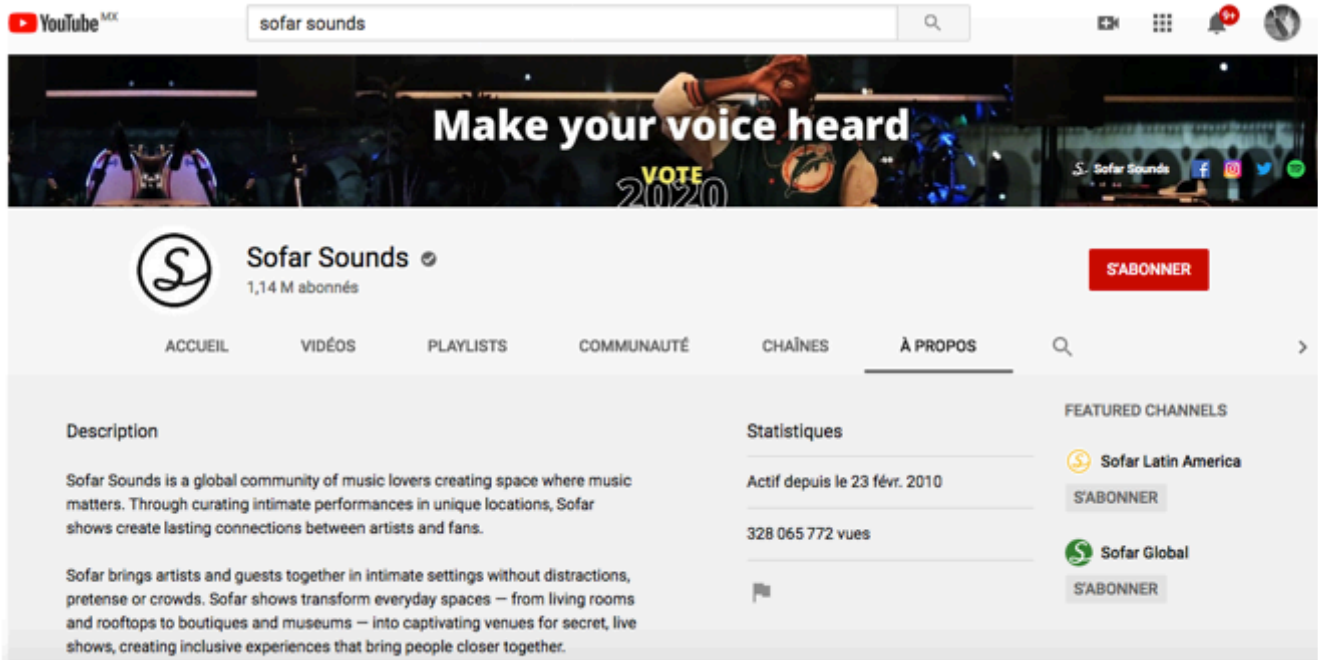 YouTube MX
sofar sounds
9+
Make your voice heard
VOTE
2020
Sofar Sounds
Sofar Sounds
1,14 M abonnés
S'ABONNER
ACCUEIL VIDÉOS PLAYLISTS COMMUNAUTÉ CHAÎNES À PROPOS
Description
Sofar Sounds is a global community of music lovers creating space where music
matters. Through curating intimate performances in unique locations, Sofar
shows create lasting connections between artists and fans.
Sofar brings artists and guests together in intimate settings without distractions,
pretense or crowds. Sofar shows transform everyday spaces — from living rooms
and rooftops to boutiques and museums — into captivating venues for secret, live
shows, creating inclusive experiences that bring people closer together.
Statistiques
Actif depuis le 23 févr. 2010
328 065 772 vues
FEATURED CHANNELS
Sofar Latin America
S'ABONNER
Sofar Global
S'ABONNER